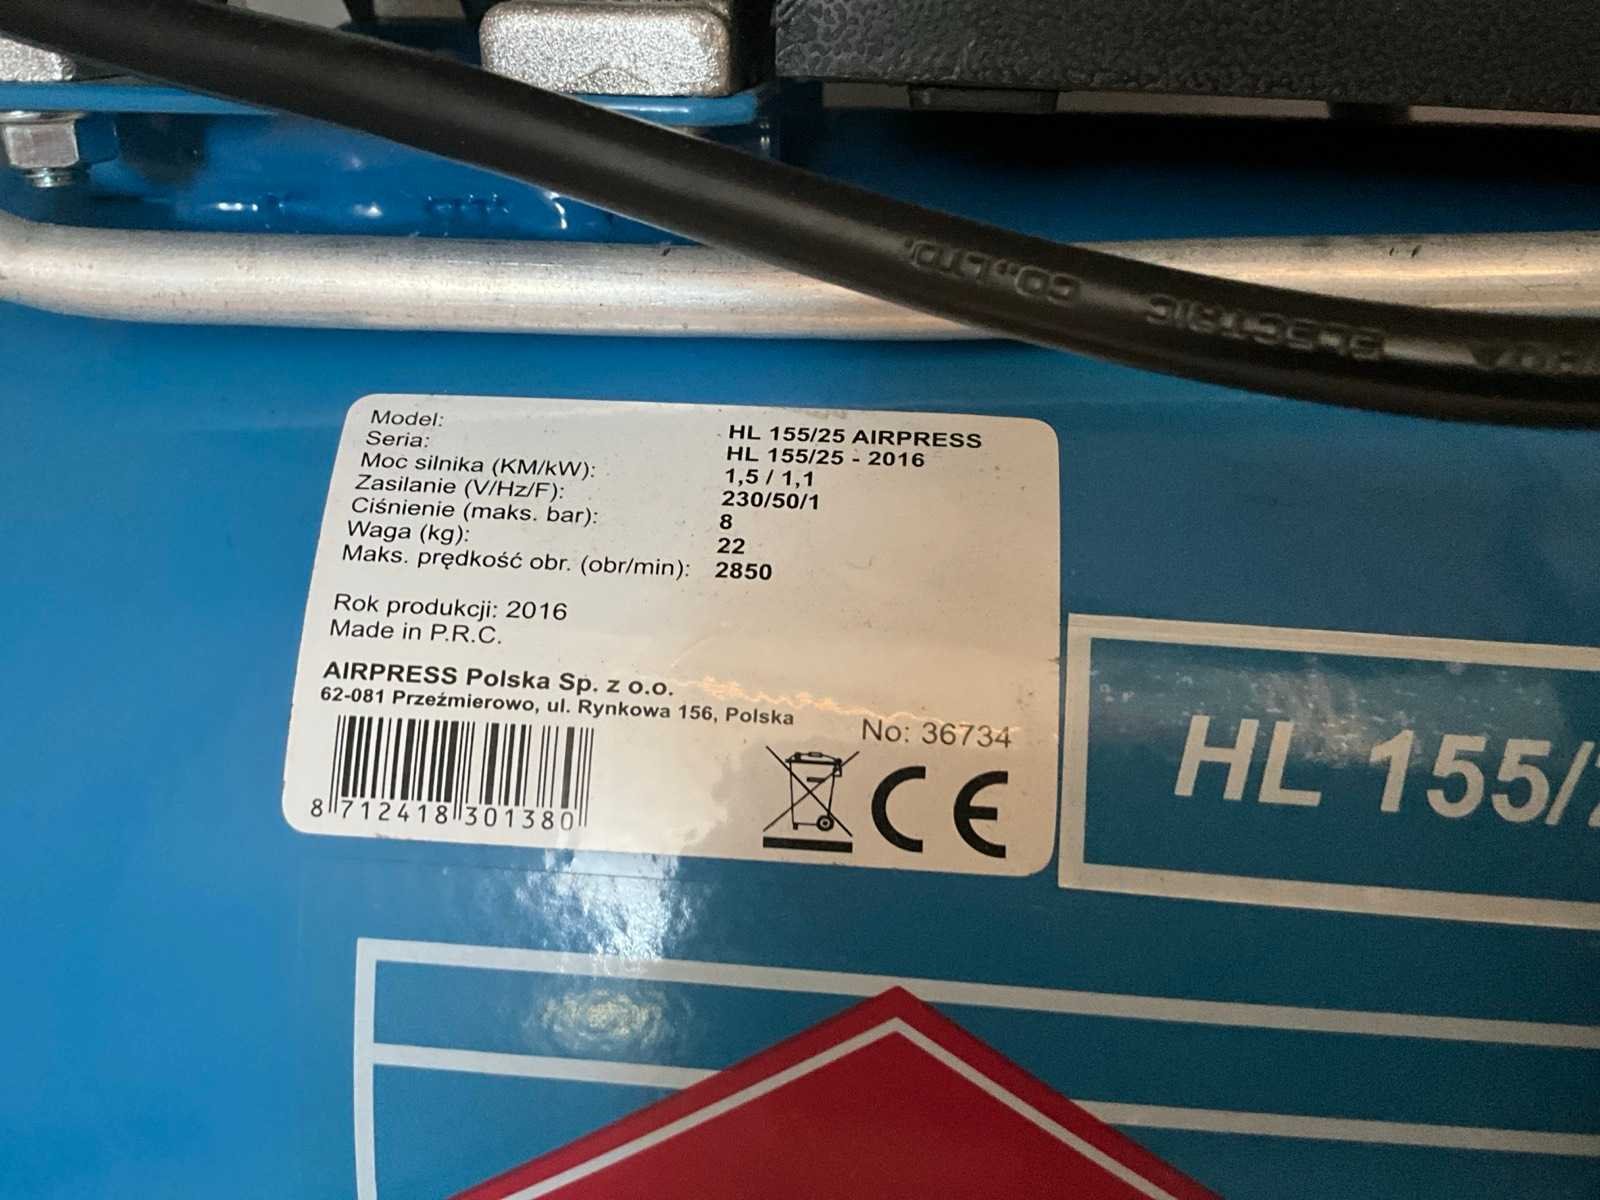 CO., LTD.
ELECTRIC
Model: HL 155/25 AIRPRESS
Seria: HL 155/25 - 2016
Moc silnika (KM/kW): 1,5 / 1,1
Zasilanie (V/Hz/F): 230/50/1
Ciśnienie (maks. bar): 8
Waga (kg): 22
Maks. prędkość obr. (obr/min): 2850
Rok produkcji: 2016
Made in P.R.C.
AIRPRESS Polska Sp. z o.o.
62-081 Przeźmierowo, ul. Rynkowa 156, Polska
No: 36734
8 712418 301380
CE
HL 155/